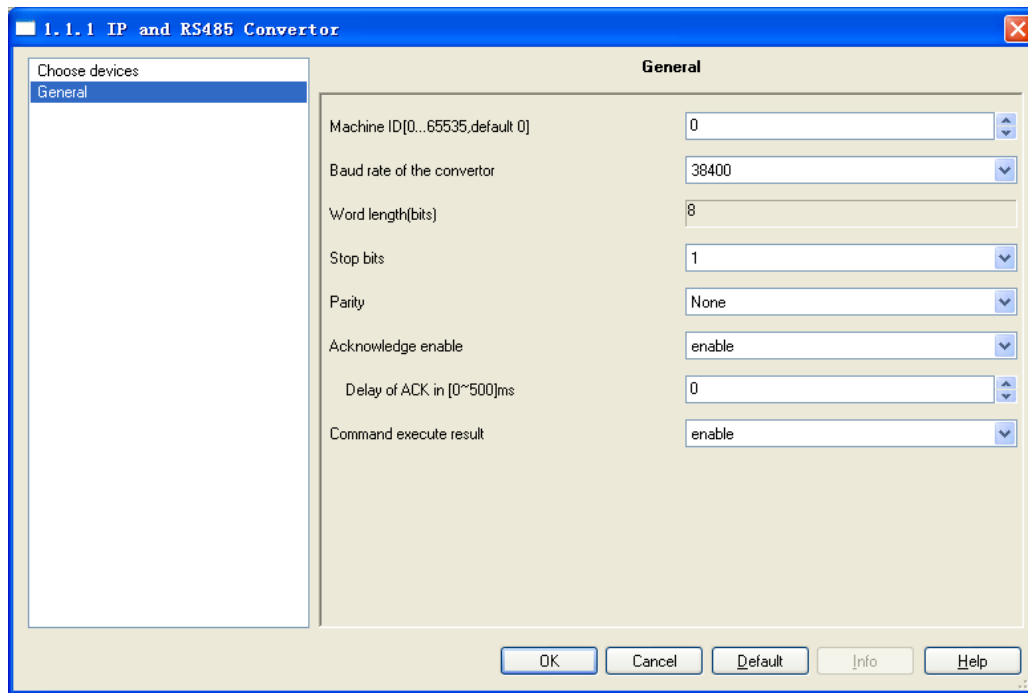 1.1.1 IP and RS485 Convertor
Choose devices
General
General
Machine ID[0...65535,default 0]
0
Baud rate of the convertor
38400
Word length(bits)
8
Stop bits
1
Parity
None
Acknowledge enable
enable
Delay of ACK in [0~500]ms
0
Command execute result
enable
OK Cancel Default Info Help